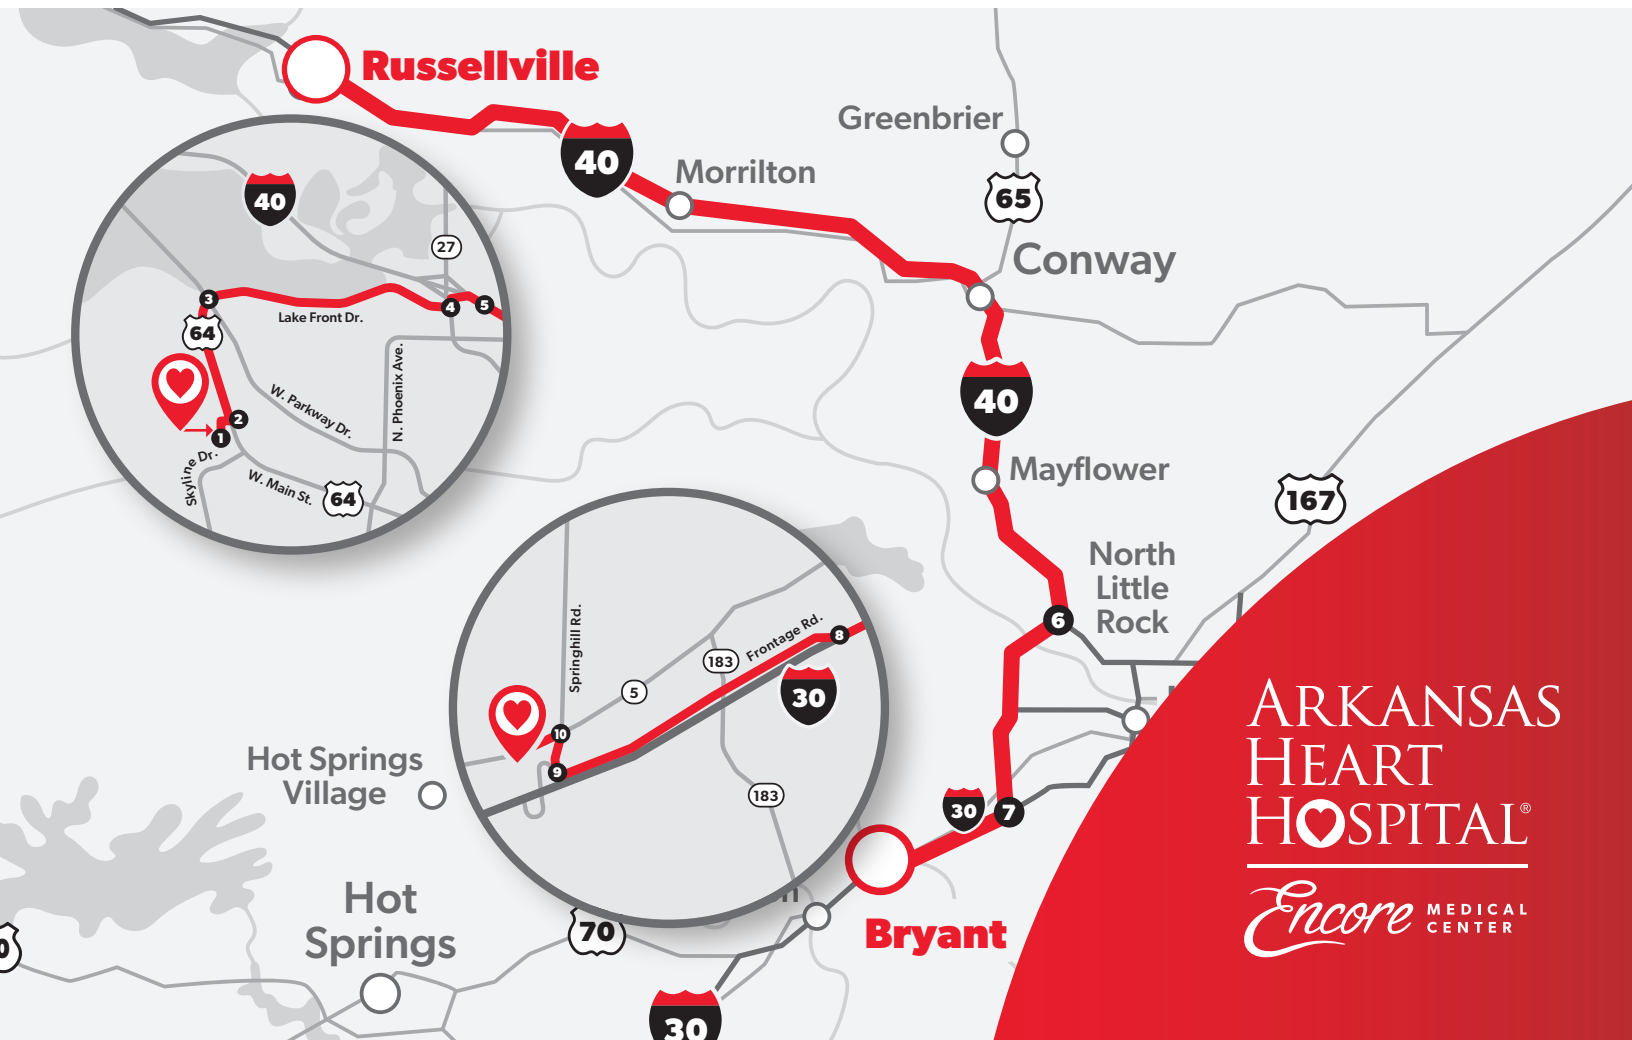 Russellville
Greenbrier
40
Morrilton
65
40
27
Conway
3
4
5
Lake Front Dr.
64
N. Phoenix Ave.
40
W. Parkway Dr.
2
1
Skyline Dr.
W. Main St.
64
Mayflower
167
North
Little
Rock
6
Springhill Rd.
Frontage Rd.
8
183
5
30
10
9
183
Hot Springs
Village
30
7
ARKANSAS
HEART
HOSPITAL®
Encore MEDICAL
CENTER
Hot
Springs
70
Bryant
30